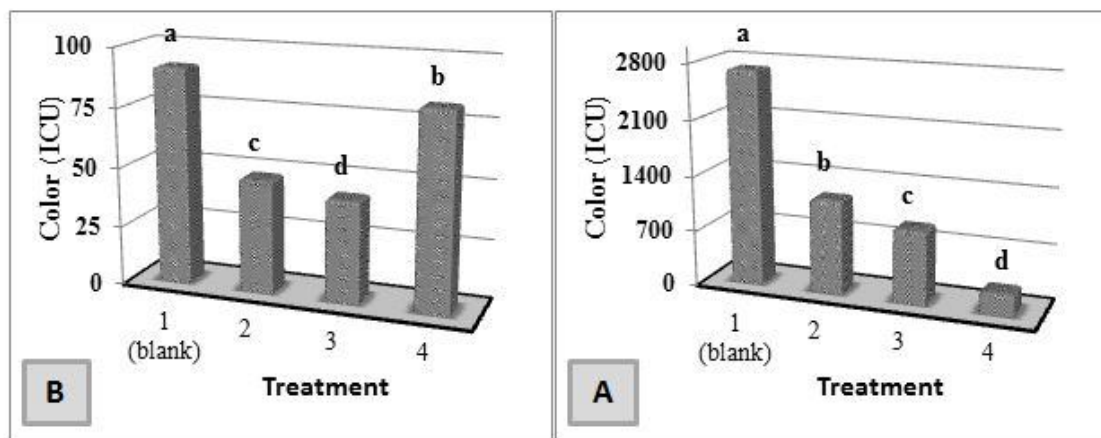 100
75
50
25
0
Color (ICU)
a
c
d
b
1
(blank)
2
3
4
Treatment
B
2800
2100
1400
700
0
Color (ICU)
a
b
c
d
1
(blank)
2
3
4
Treatment
A